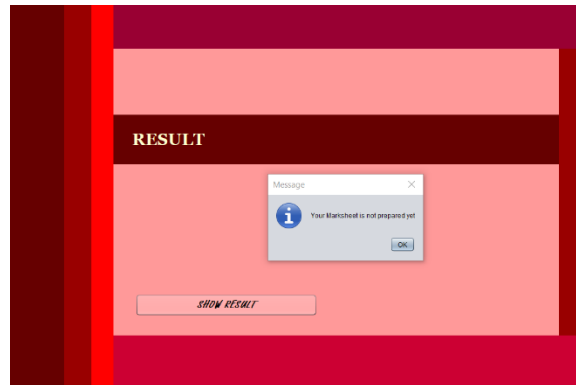 RESULT
Message
Your Marksheet is not prepared yet
OK
SHOW RESULT